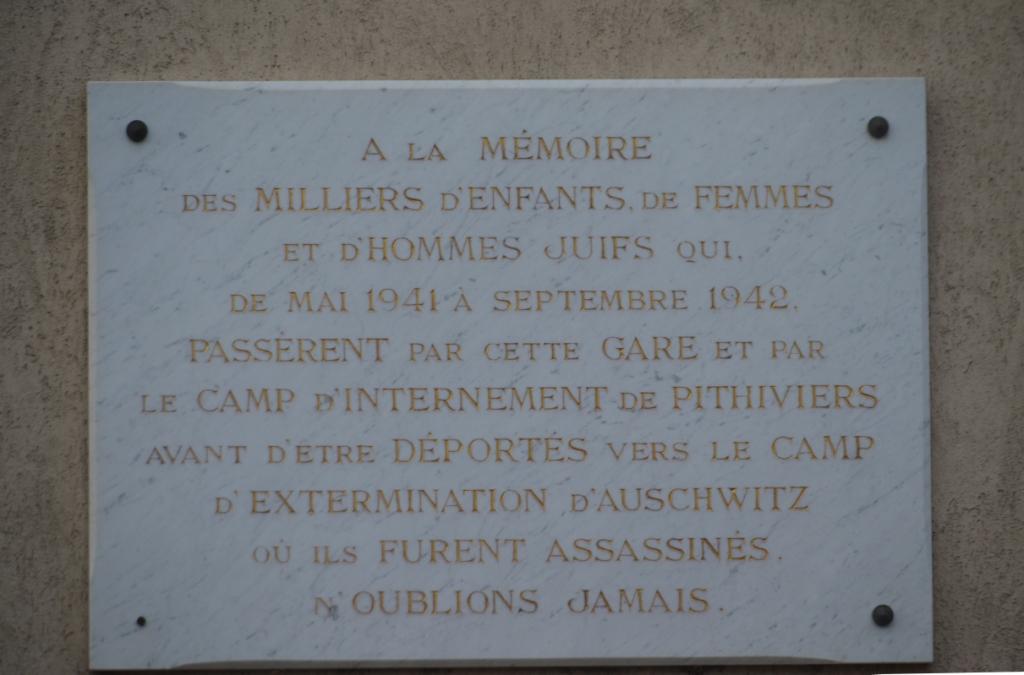 A LA MÉMOIRE
DES MILLIERS D'ENFANTS, DE FEMMES
ET D'HOMMES JUIFS QUI,
DE MAI 1941 À SEPTEMBRE 1942,
PASSÈRENT PAR CETTE GARE ET PAR
LE CAMP D'INTERNEMENT DE PITHIVIERS
AVANT D'ETRE DÉPORTÉS VERS LE CAMP
D'EXTERMINATION D'AUSCHWITZ
OÙ ILS FURENT ASSASSINÉS.
N'OUBLIONS JAMAIS.